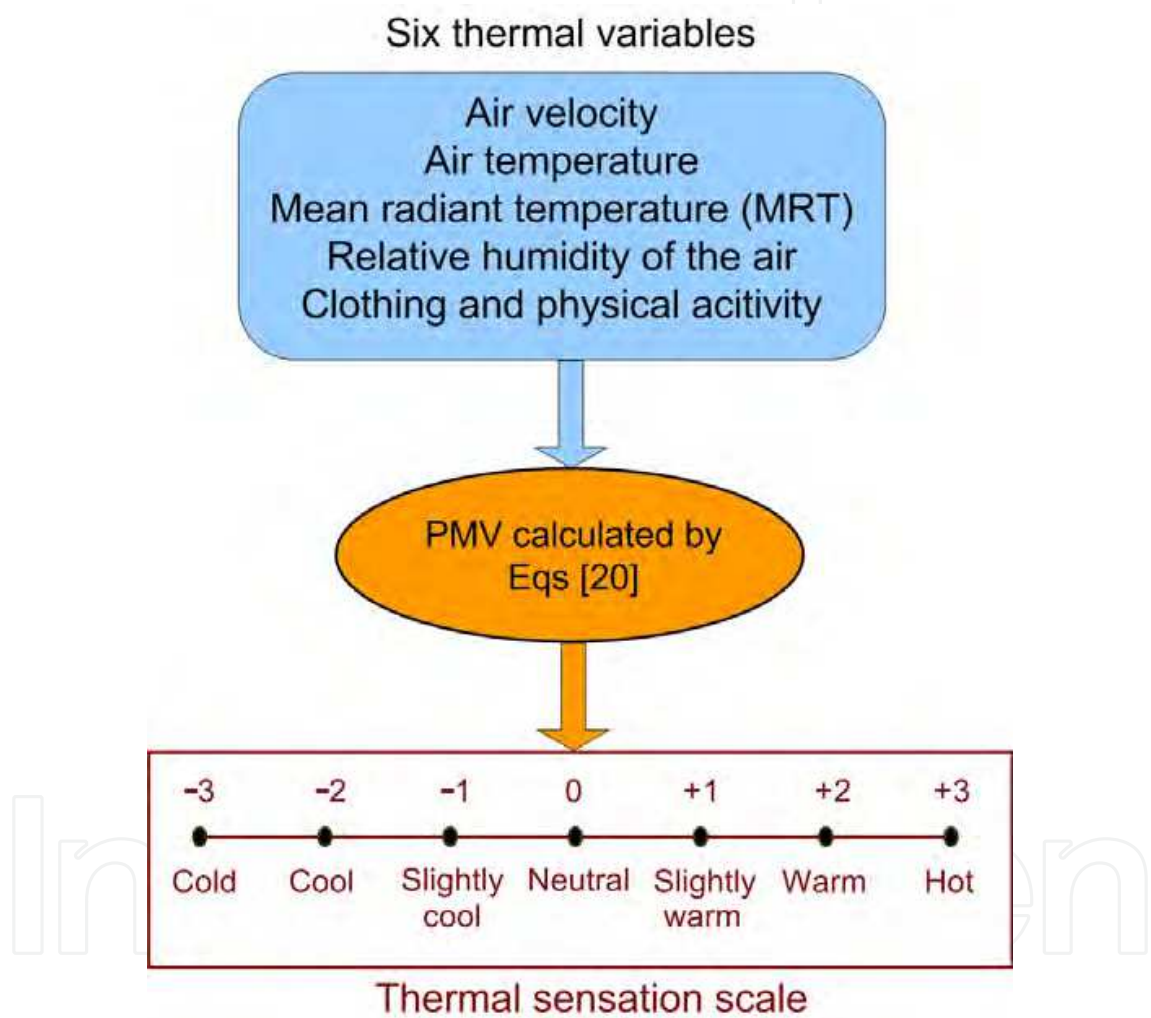 Six thermal variables
Air velocity
Air temperature
Mean radiant temperature (MRT)
Relative humidity of the air
Clothing and physical acitivity
PMV calculated by
Eqs [20]
−3 −2 −1 0 +1 +2 +3
Cold Cool Slightly cool Neutral Slightly warm Warm Hot
Thermal sensation scale